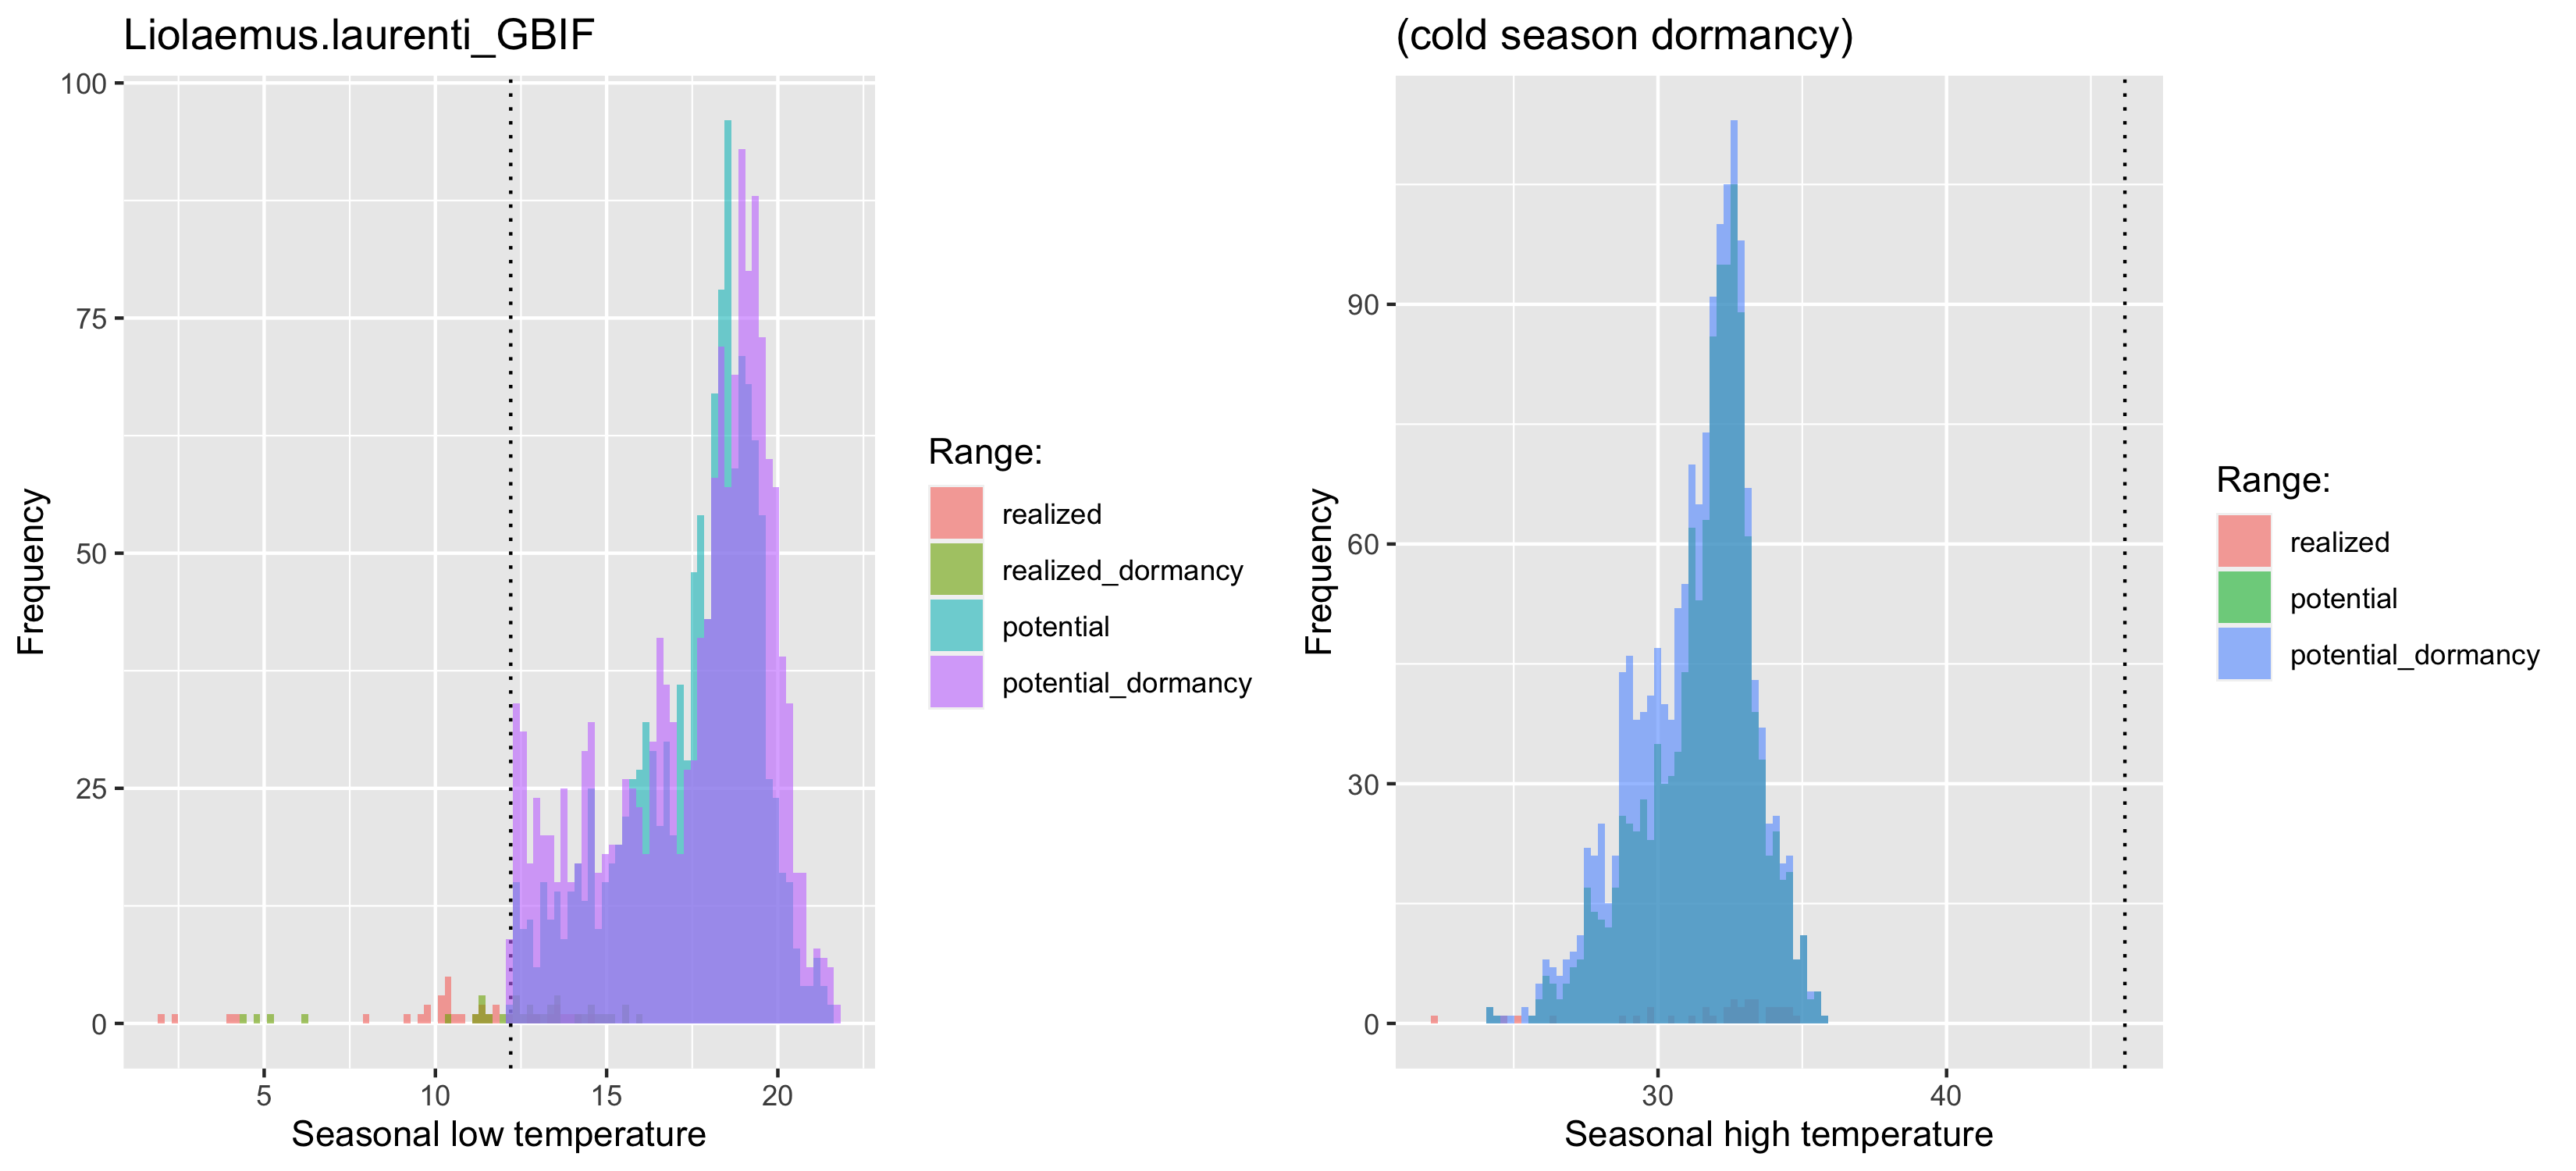 Liolaemus.laurenti_GBIF
(cold season dormancy)
Frequency
100
75
50
25
0
5
10
15
20
Seasonal low temperature
Range:
realized
realized_dormancy
potential
potential_dormancy
Frequency
90
60
30
0
30
40
Seasonal high temperature
Range:
realized
potential
potential_dormancy